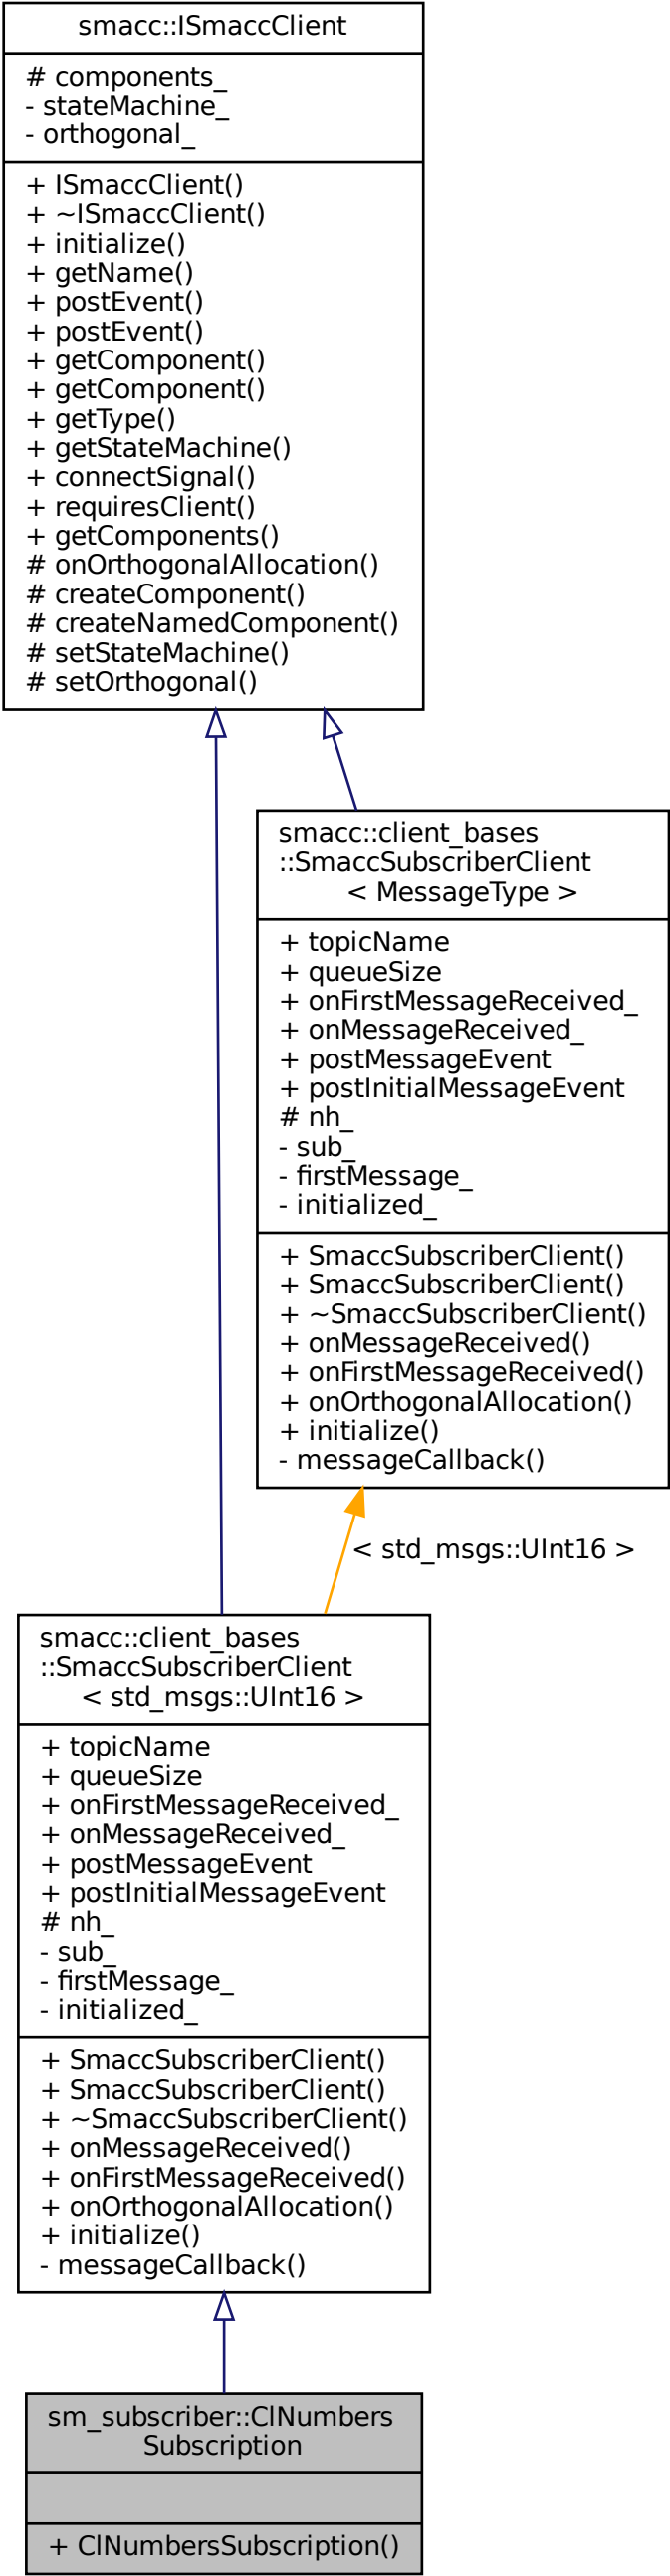 smacc::ISmaccClient
# components_
- stateMachine_
- orthogonal_
+ ISmaccClient()
+ ~ISmaccClient()
+ initialize()
+ getName()
+ postEvent()
+ postEvent()
+ getComponent()
+ getComponent()
+ getType()
+ getStateMachine()
+ connectSignal()
+ requiresClient()
+ getComponents()
# onOrthogonalAllocation()
# createComponent()
# createNamedComponent()
# setStateMachine()
# setOrthogonal()
smacc::client_bases
::SmaccSubscriberClient
< MessageType >
+ topicName
+ queueSize
+ onFirstMessageReceived_
+ onMessageReceived_
+ postMessageEvent
+ postInitialMessageEvent
# nh_
- sub_
- firstMessage_
- initialized_
+ SmaccSubscriberClient()
+ SmaccSubscriberClient()
+ ~SmaccSubscriberClient()
+ onMessageReceived()
+ onFirstMessageReceived()
+ onOrthogonalAllocation()
+ initialize()
- messageCallback()
< std_msgs::UInt16 >
smacc::client_bases
::SmaccSubscriberClient
< std_msgs::UInt16 >
+ topicName
+ queueSize
+ onFirstMessageReceived_
+ onMessageReceived_
+ postMessageEvent
+ postInitialMessageEvent
# nh_
- sub_
- firstMessage_
- initialized_
+ SmaccSubscriberClient()
+ SmaccSubscriberClient()
+ ~SmaccSubscriberClient()
+ onMessageReceived()
+ onFirstMessageReceived()
+ onOrthogonalAllocation()
+ initialize()
- messageCallback()
sm_subscriber::ClNumbers
Subscription
+ ClNumbersSubscription()